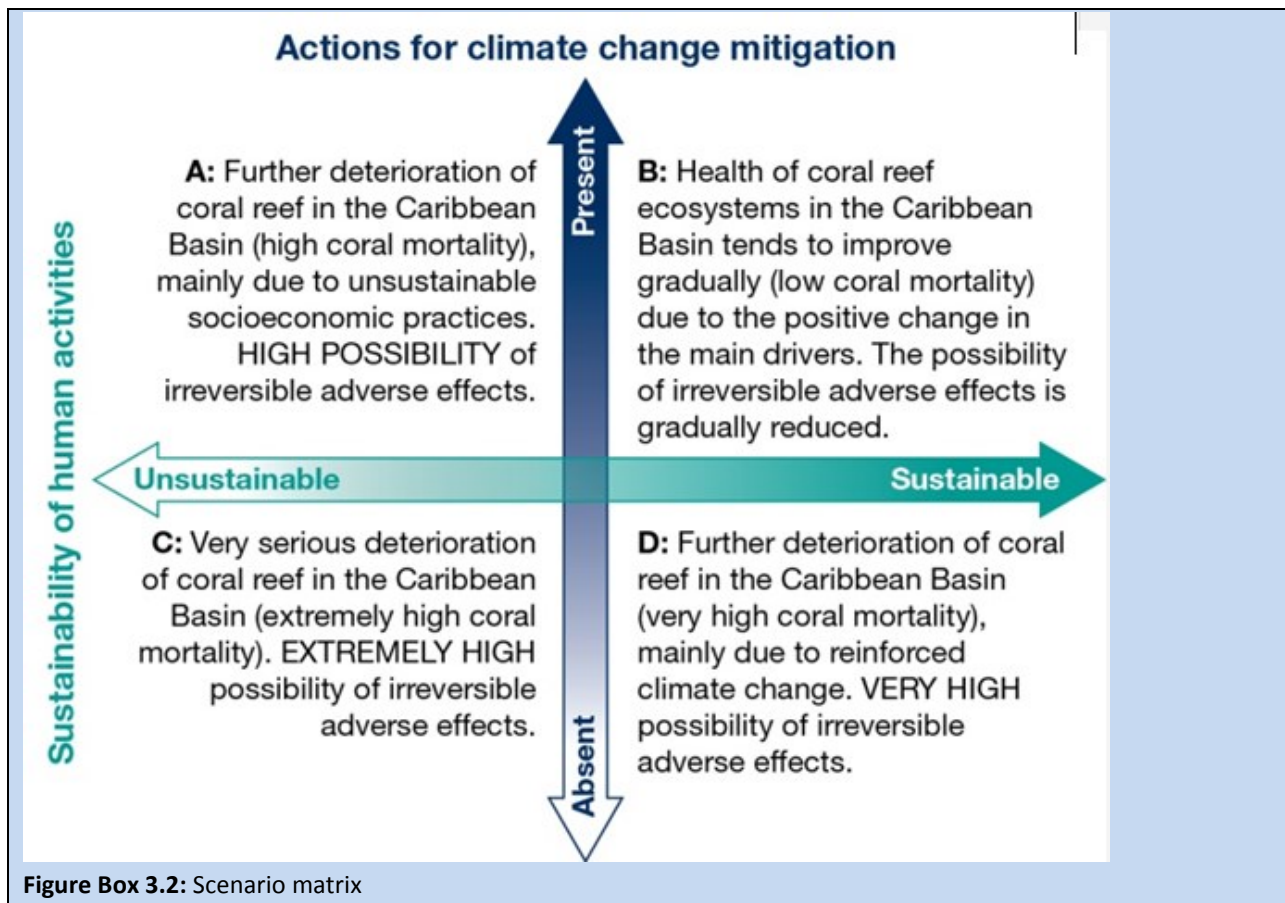 Actions for climate change mitigation
Present
A: Further deterioration of
coral reef in the Caribbean
Basin (high coral mortality),
mainly due to unsustainable
socioeconomic practices.
HIGH POSSIBILITY of
irreversible adverse effects.
B: Health of coral reef
ecosystems in the Caribbean
Basin tends to improve
gradually (low coral mortality)
due to the positive change in
the main drivers. The possibility
of irreversible adverse effects is
gradually reduced.
Sustainability of human activities
Unsustainable
Sustainable
C: Very serious deterioration
of coral reef in the Caribbean
Basin (extremely high coral
mortality). EXTREMELY HIGH
possibility of irreversible
adverse effects.
D: Further deterioration of coral
reef in the Caribbean Basin
(very high coral mortality),
mainly due to reinforced
climate change. VERY HIGH
possibility of irreversible
adverse effects.
Absent
Figure Box 3.2: Scenario matrix